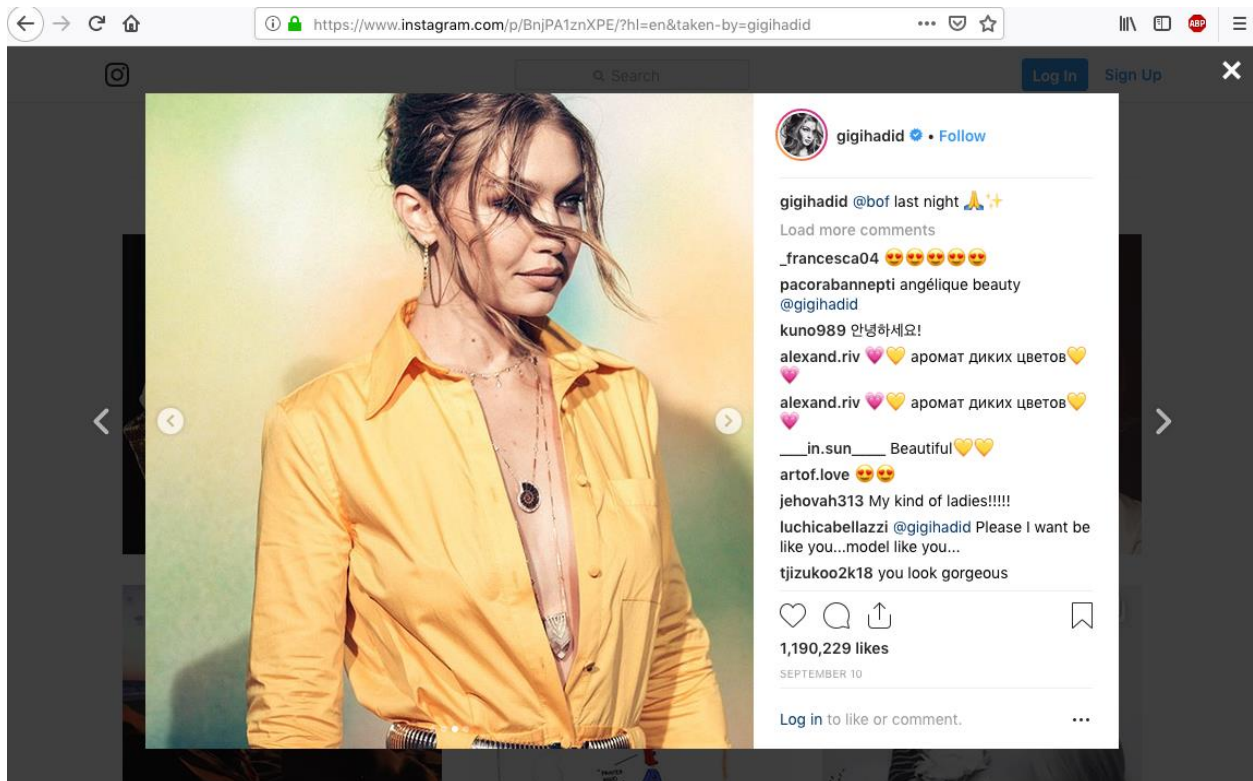 https://www.instagram.com/p/BnjPA1znXPE/?hl=en&taken-by=gigihadid
ABP
Search
Log In
Sign Up
gigihadid • Follow
gigihadid @bof last night 🙏✨
Load more comments
_francesca04 😍😍😍😍😍
pacorabannepti angélique beauty
@gigihadid
kuno989 안녕하세요!
alexand.riv 💗💛 аромат диких цветов💛
💗
alexand.riv 💗💛 аромат диких цветов💛
💗
___in.sun____ Beautiful💛💛
artof.love 😍😍
jehovah313 My kind of ladies!!!!!
luchicabellazzi @gigihadid Please I want be
like you...model like you...
tjizukoo2k18 you look gorgeous
1,190,229 likes
SEPTEMBER 10
Log in to like or comment.